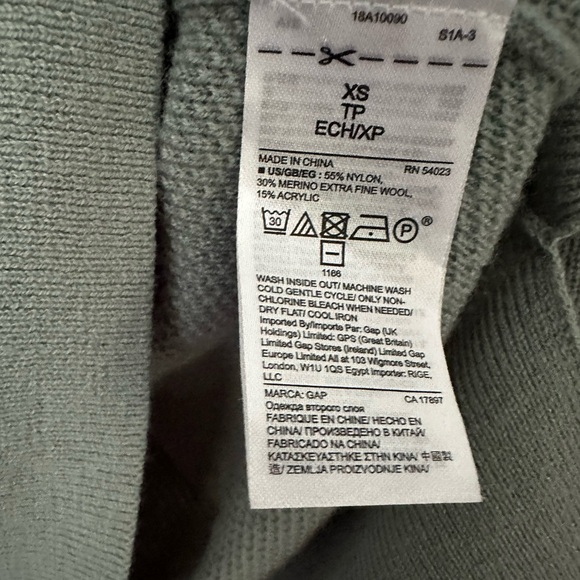 18A10090
S1A-3
XS
TP
ECH/XP
MADE IN CHINA RN 54023
■ US/GB/EG : 55% NYLON,
30% MERINO EXTRA FINE WOOL,
15% ACRYLIC
30 P ®
1166
WASH INSIDE OUT/ MACHINE WASH
COLD GENTLE CYCLE/ ONLY NON-
CHLORINE BLEACH WHEN NEEDED/
DRY FLAT/ COOL IRON
Imported By/Imports Par: Gap (UK
Holdings) Limited: GPS (Great Britain)
Limited Gap Stores (Ireland) Limited Gap
Europe Limited All at 103 Wigmore Street,
London, W1U 1QS Egypt Importer: RIGE,
LLC
MARCA: GAP CA 17897
Одежда второго слоя
FABRIQUE EN CHINE/ HECHO EN
CHINA/ ПРОИЗВЕДЕНО В КИТАЙ/
FABRICADO NA CHINA/
ΚΑΤΑΣΚΕΥΑΣΤΗΚΕ ΣΤΗΝ ΚΙΝΑ/ 中國製
造/ ZEMLJA PROIZVODNJE KINA/